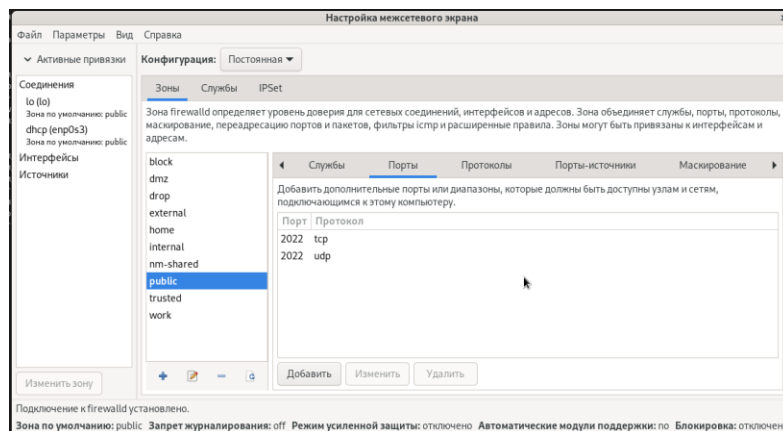 Настройка межсетевого экрана
Файл Параметры Вид Справка
Активные привязки
Конфигурация: Постоянная
Соединения
lo (lo)
Зона по умолчанию: public
dhcp (enp0s3)
Зона по умолчанию: public
Интерфейсы
Источники
Изменить зону
Зоны Службы IPSet
Зона firewalld определяет уровень доверия для сетевых соединений, интерфейсов и адресов. Зона объединяет службы, порты, протоколы,
маскирование, переадресацию портов и пакетов, фильтры icmp и расширенные правила. Зоны могут быть привязаны к интерфейсам и
адресам.
block
dmz
drop
external
home
internal
nm-shared
public
trusted
work
Службы Порты Протоколы Порты-источники Маскирование
Добавить дополнительные порты или диапазоны, которые должны быть доступны узлам и сетям,
подключающимся к этому компьютеру.
Порт Протокол
2022 tcp
2022 udp
Добавить Изменить Удалить
Подключение к firewalld установлено.
Зона по умолчанию: public Запрет журналирования: off Режим усиленной защиты: отключено Автоматические модули поддержки: no Блокировка: отключен